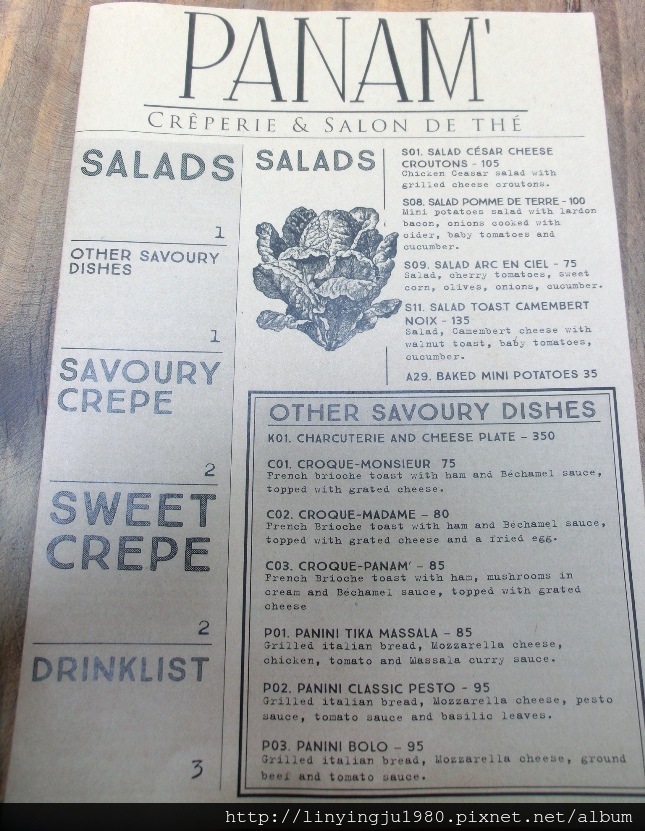 PANAM'
CRÊPERIE & SALON DE THÉ
SALADS
1
OTHER SAVOURY
DISHES
1
SAVOURY
CREPE
2
SWEET
CREPE
2
DRINKLIST
3
SALADS
S01. SALAD CÉSAR CHEESE
CROUTONS - 105
Chicken Ceasar salad with
grilled cheese croutons.
S08. SALAD POMME DE TERRE - 100
Mini potatoes salad with lardon
bacon, onions cooked with
cider, baby tomatoes and
cucumber.
S09. SALAD ARC EN CIEL - 75
Salad, cherry tomatoes, sweet
corn, olives, onions, cucumber.
S11. SALAD TOAST CAMEMBERT
NOIX - 135
Salad, Camembert cheese with
walnut toast, baby tomatoes,
cucumber.
A29. BAKED MINI POTATOES 35
OTHER SAVOURY DISHES
K01. CHARCUTERIE AND CHEESE PLATE - 350
C01. CROQUE-MONSIEUR 75
French brioche toast with ham and Béchamel sauce,
topped with grated cheese.
C02. CROQUE-MADAME - 80
French Brioche toast with ham and Béchamel sauce,
topped with grated cheese and a fried egg.
C03. CROQUE-PANAM' - 85
French Brioche toast with ham, mushrooms in
cream and Béchamel sauce, topped with grated
cheese
P01. PANINI TIKA MASSALA - 85
Grilled italian bread, Mozzarella cheese,
chicken, tomato and Massala curry sauce.
P02. PANINI CLASSIC PESTO - 95
Grilled italian bread, Mozzarella cheese, pesto
sauce, tomato sauce and basilic leaves.
P03. PANINI BOLO - 95
Grilled italian bread, Mozzarella cheese, ground
beef and tomato sauce.
http://linyingju1980.pixnet.net/album